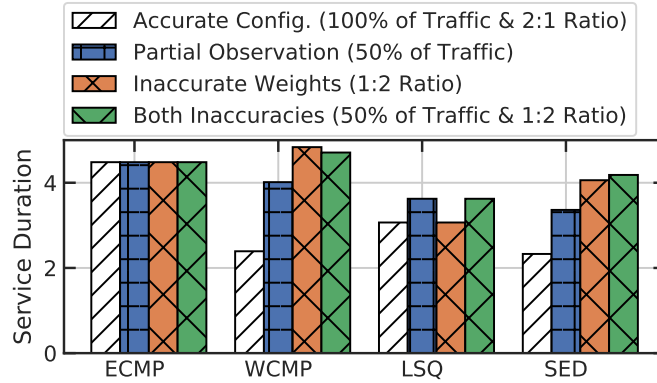 Accurate Config. (100% of Traffic & 2:1 Ratio)
Partial Observation (50% of Traffic)
Inaccurate Weights (1:2 Ratio)
Both Inaccuracies (50% of Traffic & 1:2 Ratio)
Service Duration
4
2
0
ECMP WCMP LSQ SED